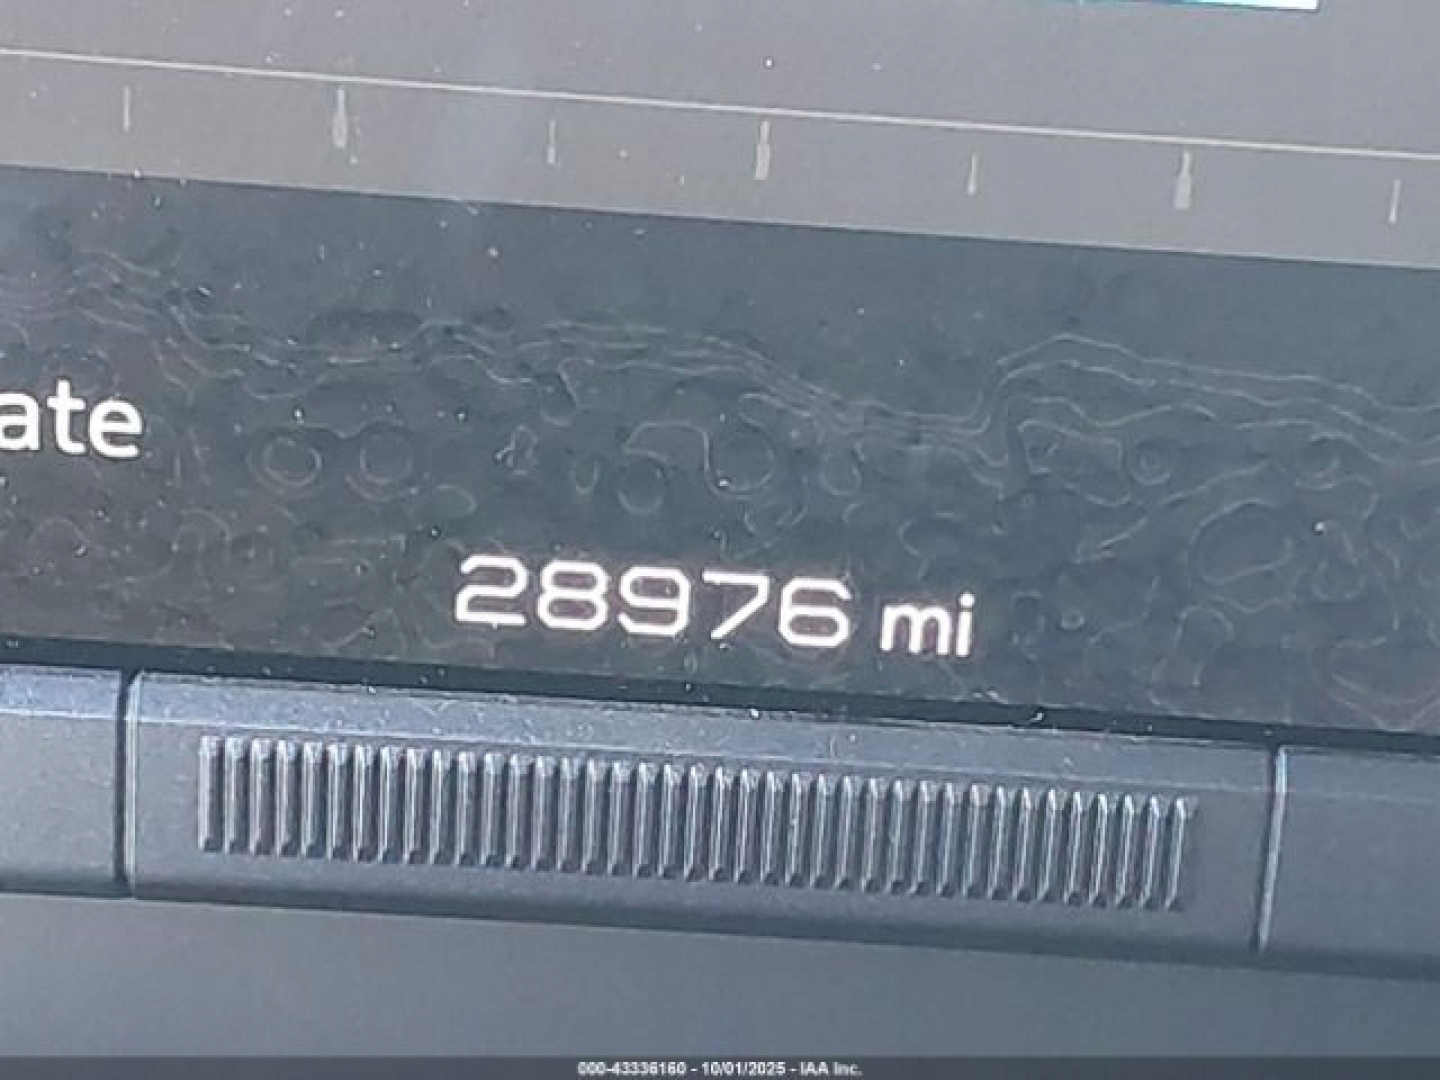 ate
28976 mi
000-43336160 - 10/01/2025 - IAA Inc.